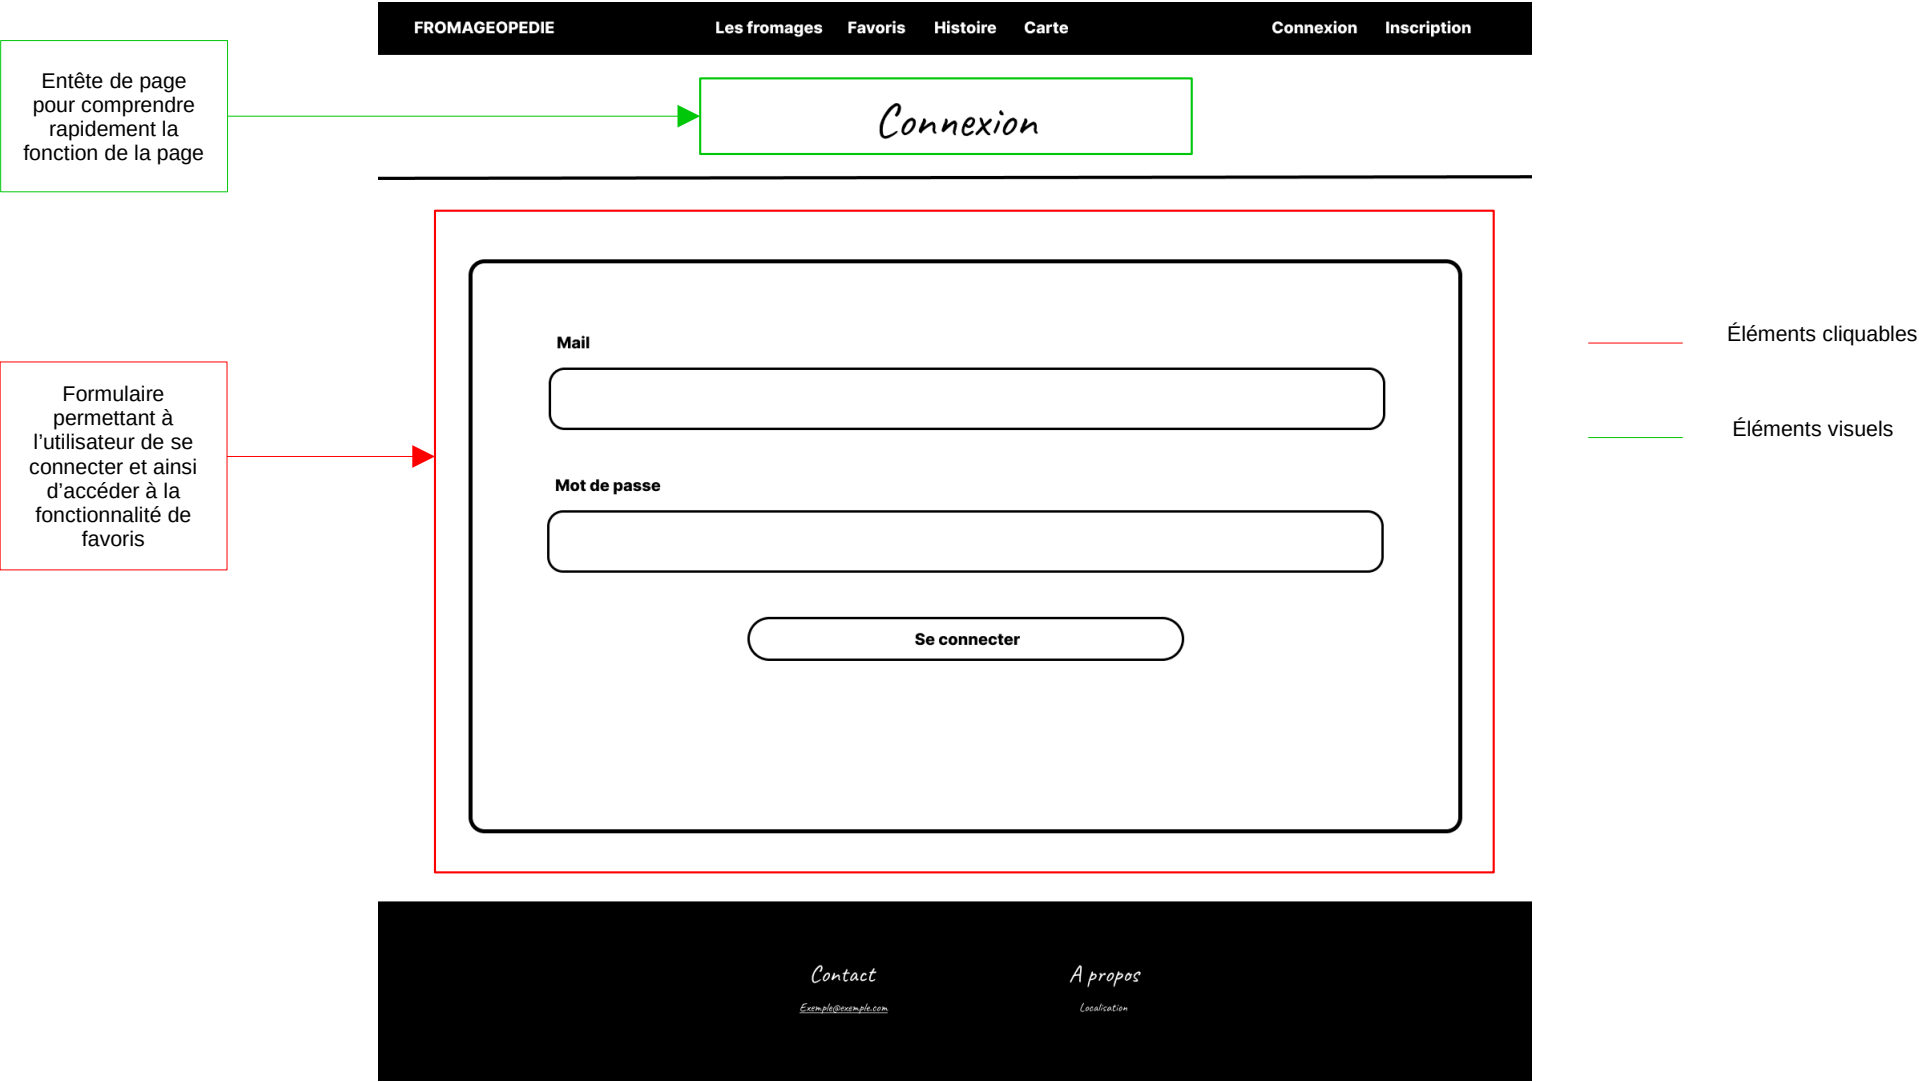 FROMAGEOPEDIE Les fromages Favoris Histoire Carte Connexion Inscription
Entête de page
pour comprendre
rapidement la
fonction de la page
Connexion
Formulaire
permettant à
l’utilisateur de se
connecter et ainsi
d’accéder à la
fonctionnalité de
favoris
Mail
Mot de passe
Se connecter
Éléments cliquables
Éléments visuels
Contact
Exemple@exemple.com
A propos
Localisation